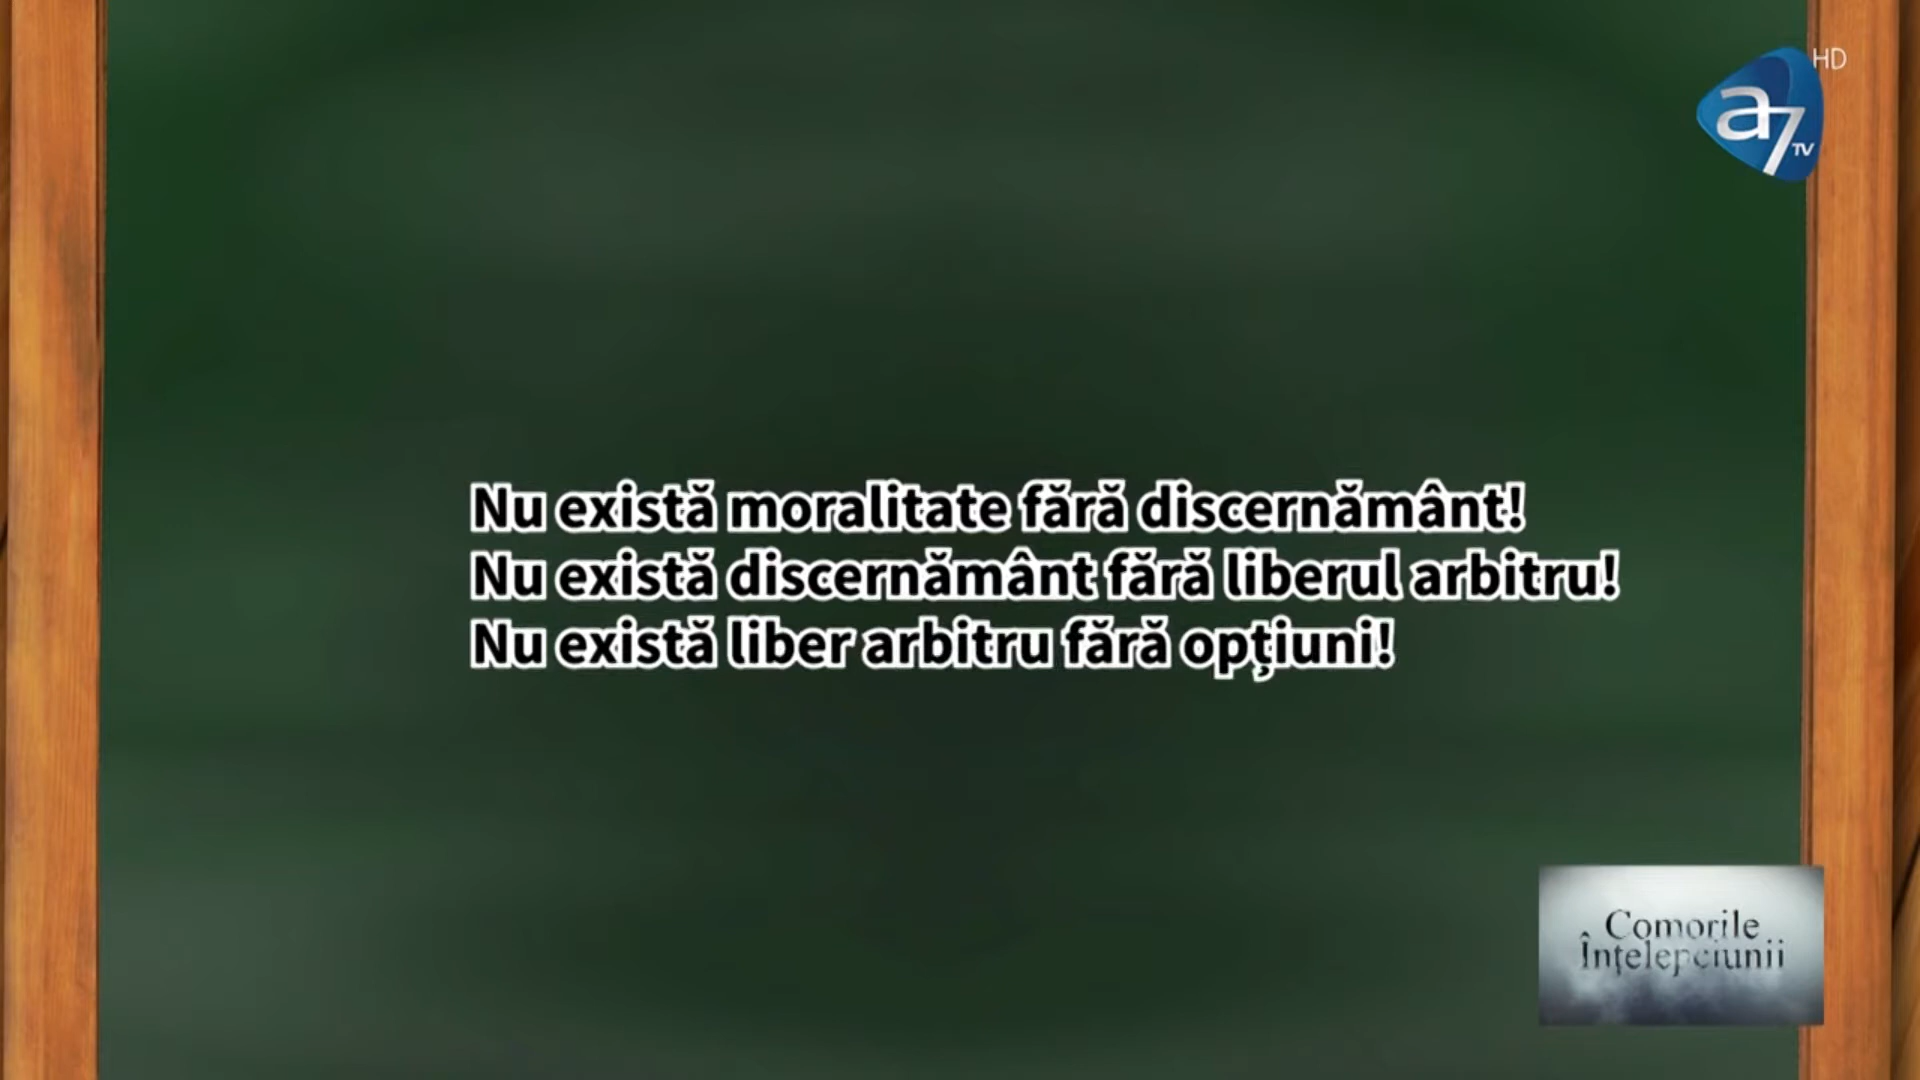 HD
a7 TV
Nu există moralitate fără discernământ!
Nu există discernământ fără liberul arbitru!
Nu există liber arbitru fără opţiuni!
Comorile
Înțelepciunii